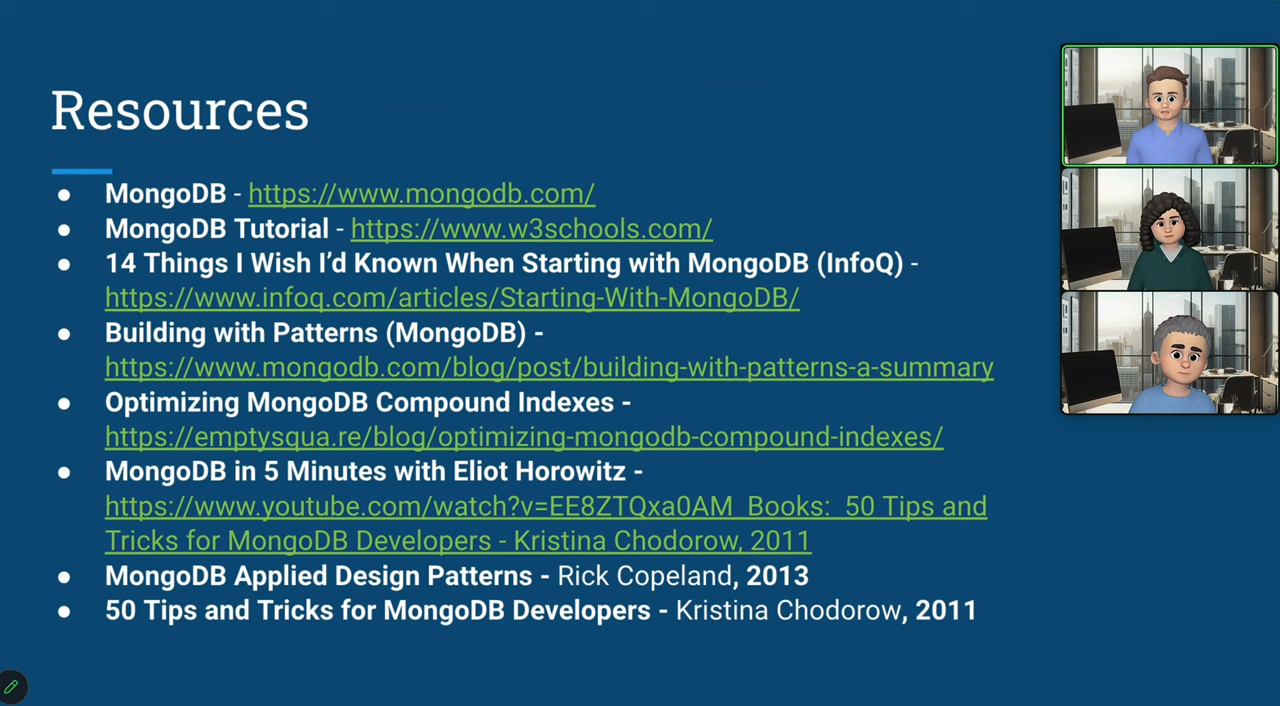 Resources
● MongoDB - https://www.mongodb.com/
● MongoDB Tutorial - https://www.w3schools.com/
● 14 Things I Wish I’d Known When Starting with MongoDB (InfoQ) -
https://www.infoq.com/articles/Starting-With-MongoDB/
● Building with Patterns (MongoDB) -
https://www.mongodb.com/blog/post/building-with-patterns-a-summary
● Optimizing MongoDB Compound Indexes -
https://emptysqua.re/blog/optimizing-mongodb-compound-indexes/
● MongoDB in 5 Minutes with Eliot Horowitz -
https://www.youtube.com/watch?v=EE8ZTQxa0AM  Books:  50 Tips and
Tricks for MongoDB Developers - Kristina Chodorow, 2011
● MongoDB Applied Design Patterns - Rick Copeland, 2013
● 50 Tips and Tricks for MongoDB Developers - Kristina Chodorow, 2011